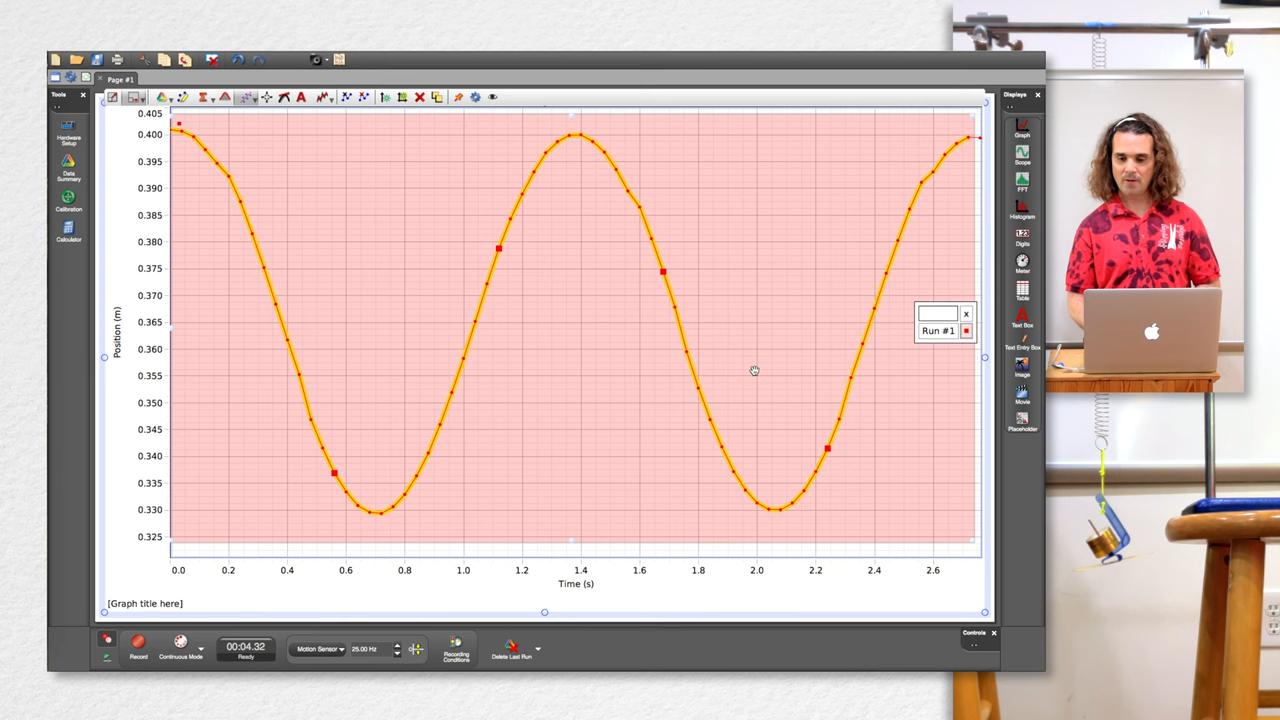 Page #1
Tools
Hardware
Setup
Data
Summary
Calibration
Calculator
0.405
0.400
0.395
0.390
0.385
0.380
0.375
0.370
0.365
0.360
0.355
0.350
0.345
0.340
0.335
0.330
0.325
Position (m)
0.0 0.2 0.4 0.6 0.8 1.0 1.2 1.4 1.6 1.8 2.0 2.2 2.4 2.6
Time (s)
[Graph title here]
x
Run #1
Displays
Graph
Scope
FFT
Histogram
1.23
Digits
Meter
Table
Text Box
Text Entry Box
Image
Movie
Placeholder
Record
Continuous Mode
00:04.32
Ready
Motion Sensor
25.00 Hz
Recording
Conditions
Delete Last Run
Controls